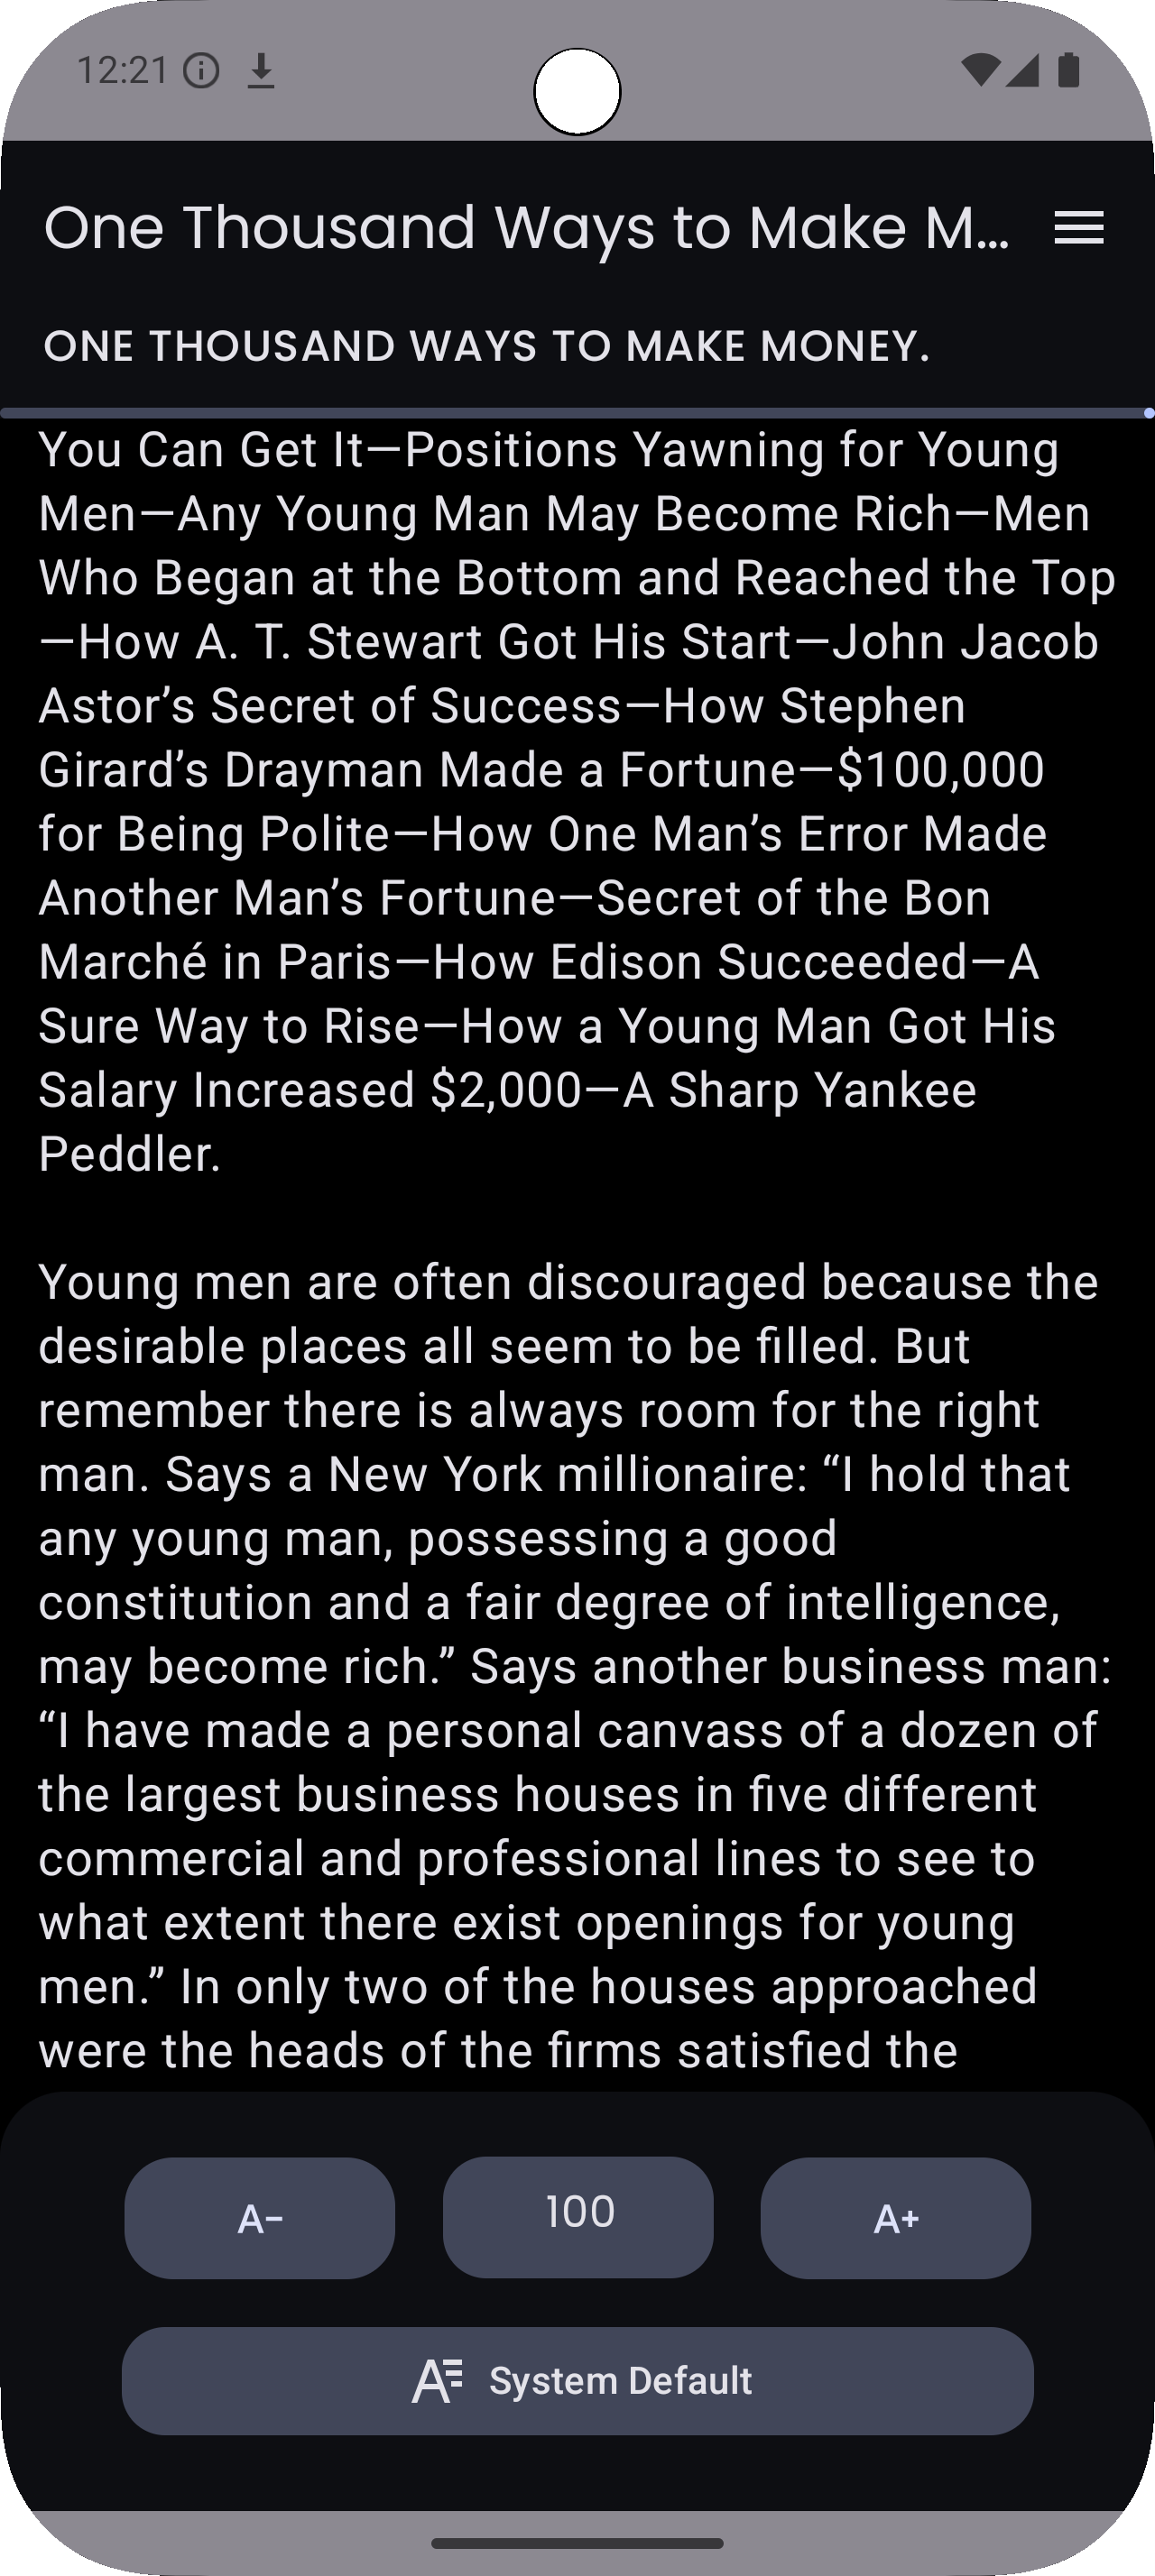 12:21
One Thousand Ways to Make M...
ONE THOUSAND WAYS TO MAKE MONEY.
You Can Get It—Positions Yawning for Young
Men—Any Young Man May Become Rich—Men
Who Began at the Bottom and Reached the Top
—How A. T. Stewart Got His Start—John Jacob
Astor’s Secret of Success—How Stephen
Girard’s Drayman Made a Fortune—$100,000
for Being Polite—How One Man’s Error Made
Another Man’s Fortune—Secret of the Bon
Marché in Paris—How Edison Succeeded—A
Sure Way to Rise—How a Young Man Got His
Salary Increased $2,000—A Sharp Yankee
Peddler.
Young men are often discouraged because the
desirable places all seem to be filled. But
remember there is always room for the right
man. Says a New York millionaire: “I hold that
any young man, possessing a good
constitution and a fair degree of intelligence,
may become rich.” Says another business man:
“I have made a personal canvass of a dozen of
the largest business houses in five different
commercial and professional lines to see to
what extent there exist openings for young
men.” In only two of the houses approached
were the heads of the firms satisfied the
A- 100 A+
System Default